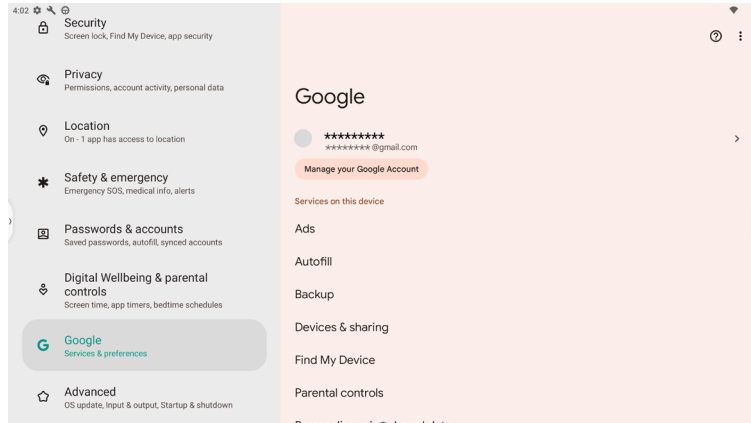 4:02
Security
Screen lock, Find My Device, app security
Privacy
Permissions, account activity, personal data
Location
On - 1 app has access to location
Safety & emergency
Emergency SOS, medical info, alerts
Passwords & accounts
Saved passwords, autofill, synced accounts
Digital Wellbeing & parental
controls
Screen time, app timers, bedtime schedules
Google
Services & preferences
Advanced
OS update, Input & output, Startup & shutdown
Google
*********
******** @gmail.com
Manage your Google Account
Services on this device
Ads
Autofill
Backup
Devices & sharing
Find My Device
Parental controls